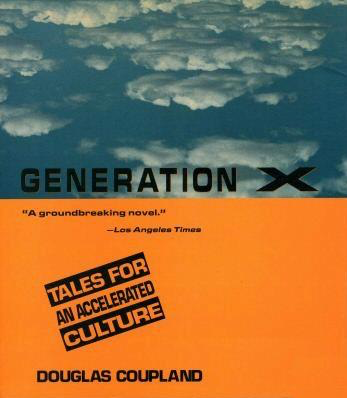 GENERATION X
“A groundbreaking novel.”
—Los Angeles Times
TALES FOR
AN ACCELERATED
CULTURE
DOUGLAS COUPLAND